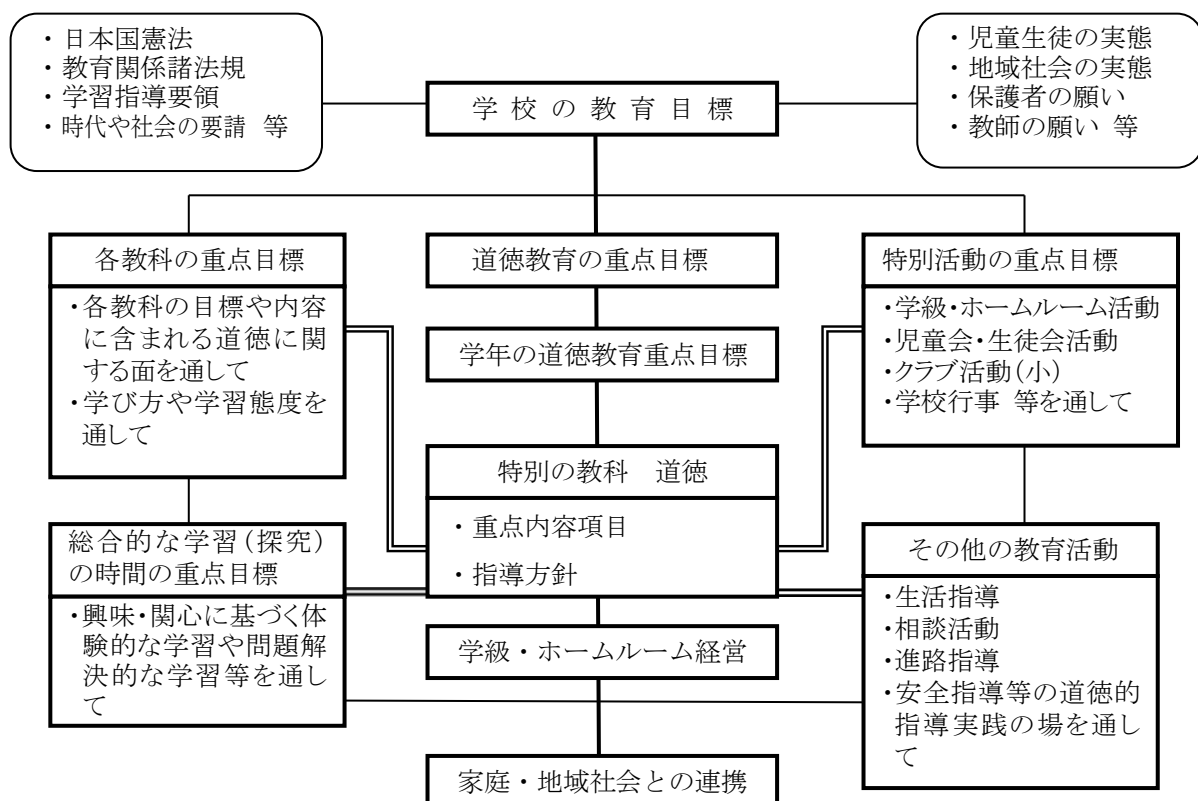 ・ 日本国憲法
・ 教育関係諸法規
・ 学習指導要領
・ 時代や社会の要請 等
学 校 の 教 育 目 標
・ 児童生徒の実態
・ 地域社会の実態
・ 保護者の願い
・ 教師の願い 等
各教科の重点目標
・各教科の目標や内容
に含まれる道徳に関
する面を通して
・学び方や学習態度を
通して
道徳教育の重点目標
学年の道徳教育重点目標
特別の教科 道徳
・ 重点内容項目
・ 指導方針
特別活動の重点目標
・学級・ホームルーム活動
・児童会・生徒会活動
・クラブ活動(小)
・学校行事 等を通して
総合的な学習(探究)
の時間の重点目標
・興味・関心に基づく体
験的な学習や問題解
決的な学習等を通し
て
学級・ホームルーム経営
その他の教育活動
・生活指導
・相談活動
・進路指導
・安全指導等の道徳的
指導実践の場を通し
て
家庭・地域社会との連携